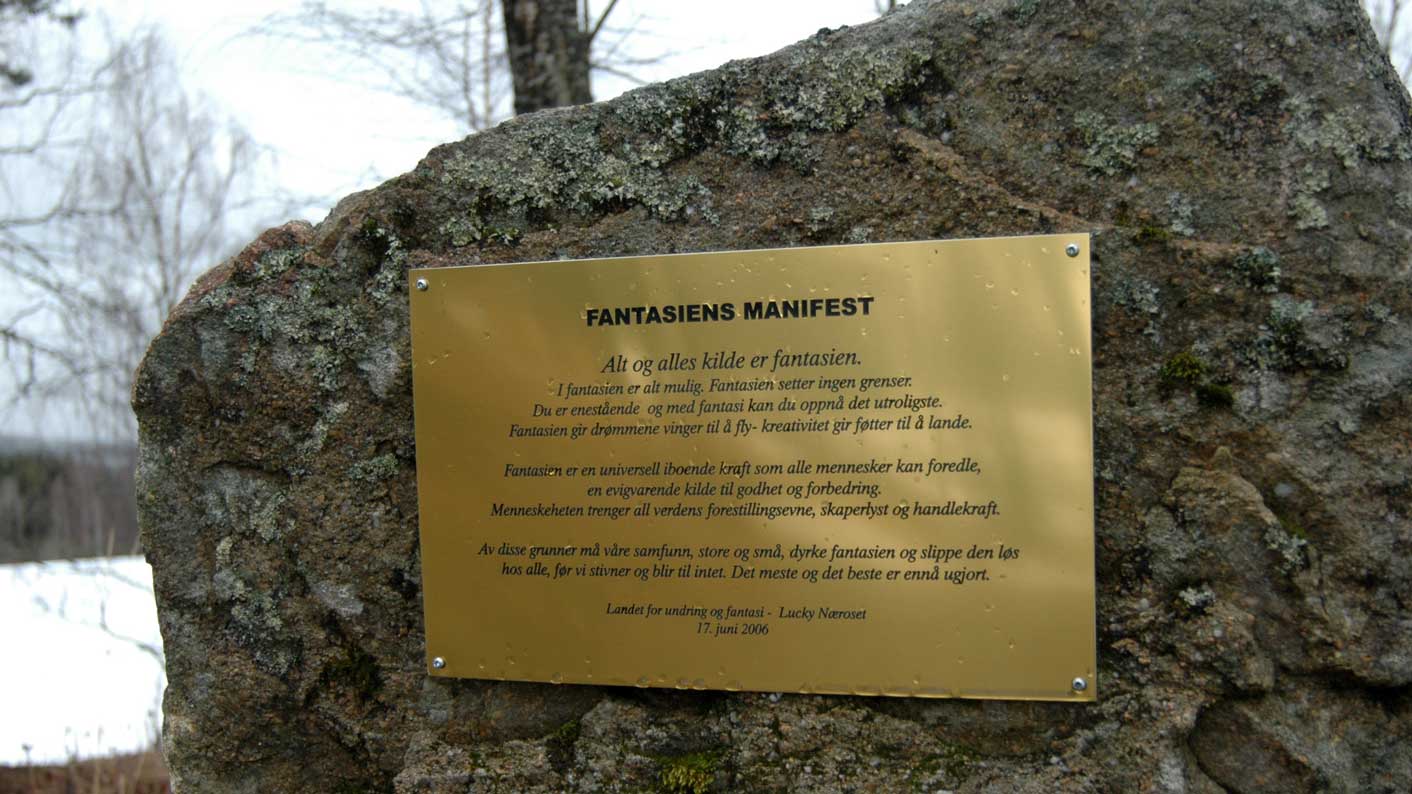 FANTASIENS MANIFEST
Alt og alles kilde er fantasien.
I fantasien er alt mulig. Fantasien setter ingen grenser.
Du er enestående og med fantasi kan du oppnå det utroligste.
Fantasien gir drømmene vinger til å fly- kreativitet gir føtter til å lande.
Fantasien er en universell iboende kraft som alle mennesker kan foredle,
en evigvarende kilde til godhet og forbedring.
Menneskeheten trenger all verdens forestillingsevne, skaperlyst og handlekraft.
Av disse grunner må våre samfunn, store og små, dyrke fantasien og slippe den løs
hos alle, før vi stivner og blir til intet. Det meste og det beste er ennå ugjort.
Landet for undring og fantasi - Lucky Næroset
17. juni 2006